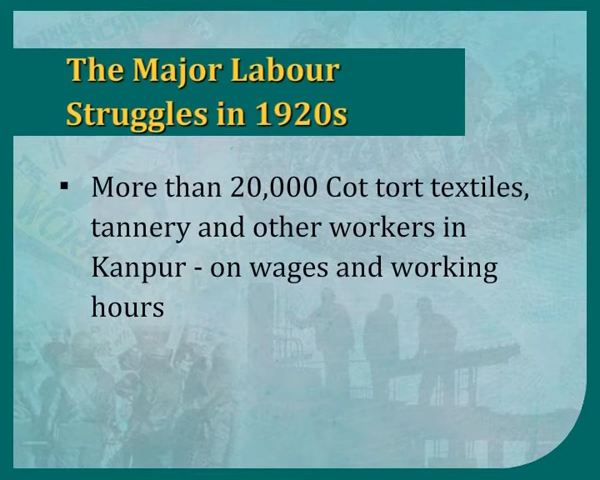 The Major Labour
Struggles in 1920s
▪ More than 20,000 Cot tort textiles,
tannery and other workers in
Kanpur - on wages and working
hours